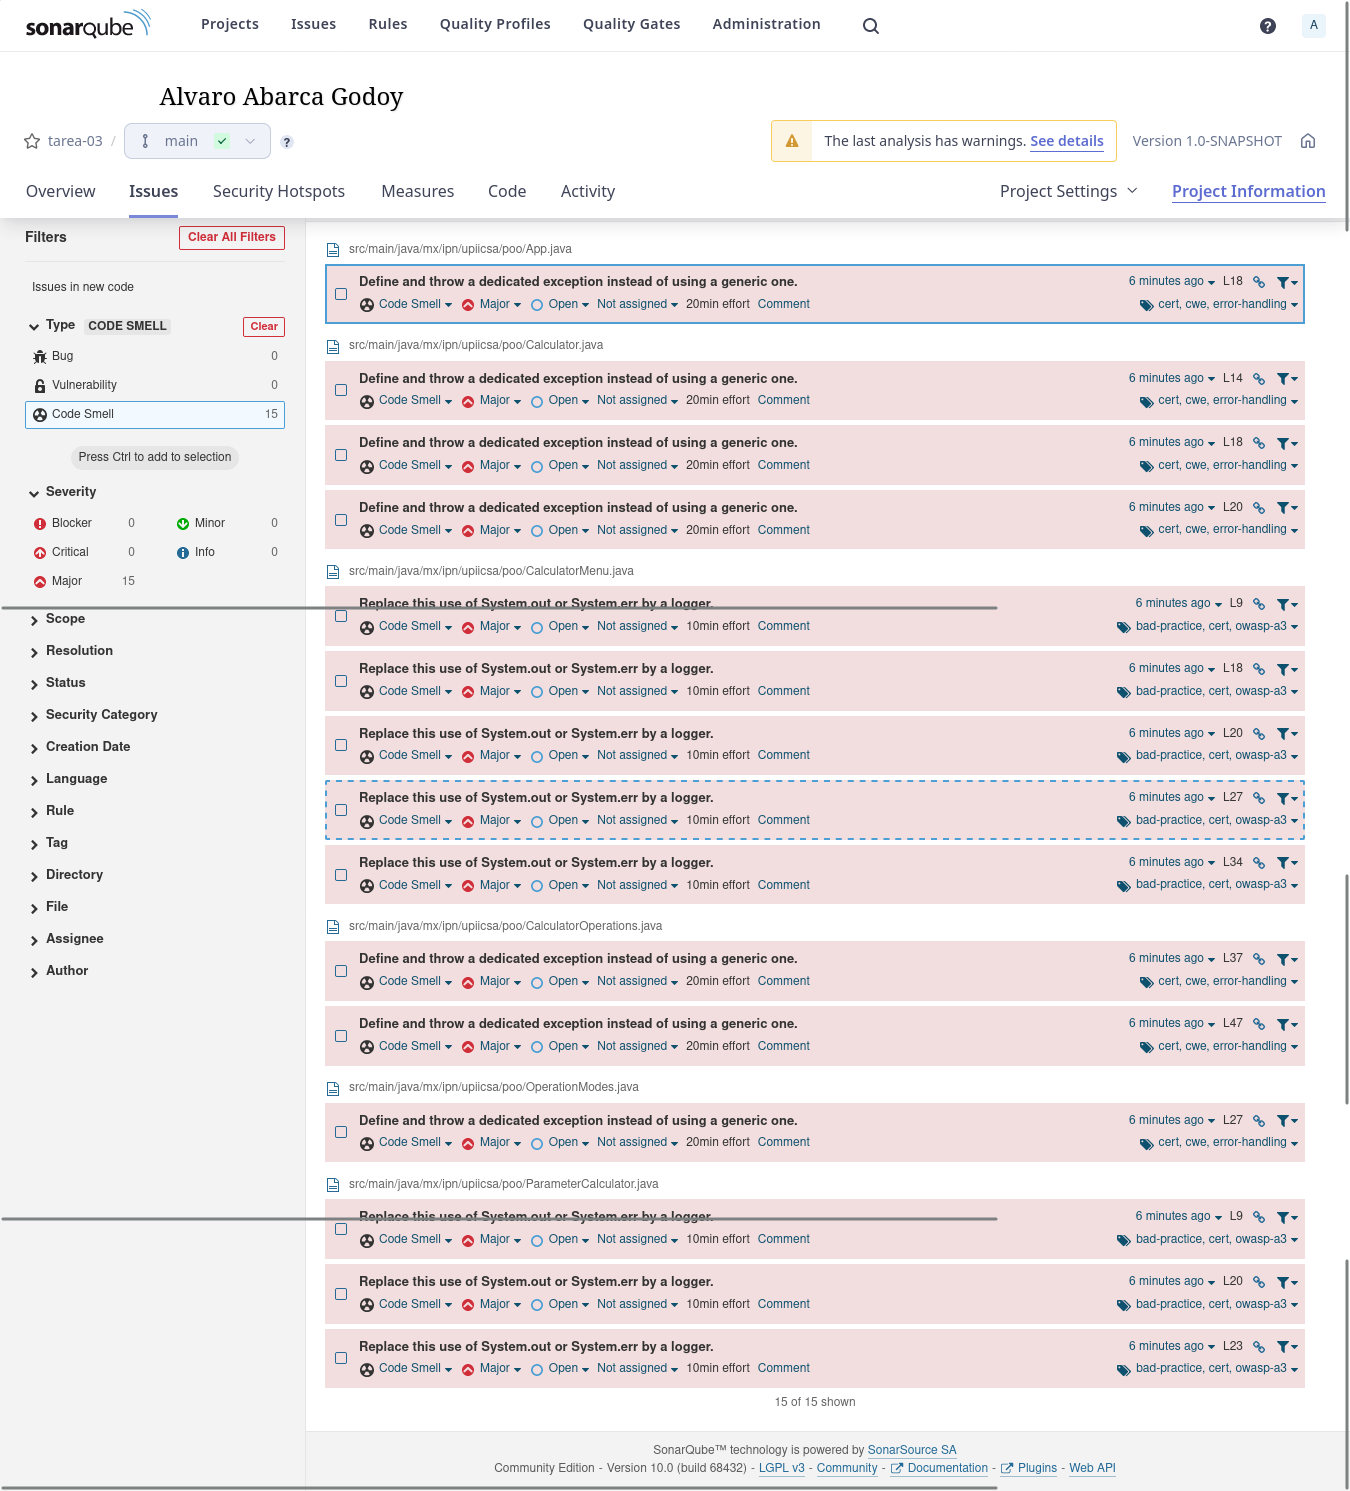 sonarqube Projects Issues Rules Quality Profiles Quality Gates Administration ? A
Alvaro Abarca Godoy
tarea-03 / main ? The last analysis has warnings. See details Version 1.0-SNAPSHOT
Overview Issues Security Hotspots Measures Code Activity Project Settings Project Information
Filters Clear All Filters
Issues in new code
Type CODE SMELL Clear
Bug 0
Vulnerability 0
Code Smell 15
Press Ctrl to add to selection
Severity
Blocker 0 Minor 0
Critical 0 Info 0
Major 15
Scope
Resolution
Status
Security Category
Creation Date
Language
Rule
Tag
Directory
File
Assignee
Author
src/main/java/mx/ipn/upiicsa/poo/App.java
Define and throw a dedicated exception instead of using a generic one. 6 minutes ago L18
Code Smell Major Open Not assigned 20min effort Comment cert, cwe, error-handling
src/main/java/mx/ipn/upiicsa/poo/Calculator.java
Define and throw a dedicated exception instead of using a generic one. 6 minutes ago L14
Code Smell Major Open Not assigned 20min effort Comment cert, cwe, error-handling
Define and throw a dedicated exception instead of using a generic one. 6 minutes ago L18
Code Smell Major Open Not assigned 20min effort Comment cert, cwe, error-handling
Define and throw a dedicated exception instead of using a generic one. 6 minutes ago L20
Code Smell Major Open Not assigned 20min effort Comment cert, cwe, error-handling
src/main/java/mx/ipn/upiicsa/poo/CalculatorMenu.java
Replace this use of System.out or System.err by a logger. 6 minutes ago L9
Code Smell Major Open Not assigned 10min effort Comment bad-practice, cert, owasp-a3
Replace this use of System.out or System.err by a logger. 6 minutes ago L18
Code Smell Major Open Not assigned 10min effort Comment bad-practice, cert, owasp-a3
Replace this use of System.out or System.err by a logger. 6 minutes ago L20
Code Smell Major Open Not assigned 10min effort Comment bad-practice, cert, owasp-a3
Replace this use of System.out or System.err by a logger. 6 minutes ago L27
Code Smell Major Open Not assigned 10min effort Comment bad-practice, cert, owasp-a3
Replace this use of System.out or System.err by a logger. 6 minutes ago L34
Code Smell Major Open Not assigned 10min effort Comment bad-practice, cert, owasp-a3
src/main/java/mx/ipn/upiicsa/poo/CalculatorOperations.java
Define and throw a dedicated exception instead of using a generic one. 6 minutes ago L37
Code Smell Major Open Not assigned 20min effort Comment cert, cwe, error-handling
Define and throw a dedicated exception instead of using a generic one. 6 minutes ago L47
Code Smell Major Open Not assigned 20min effort Comment cert, cwe, error-handling
src/main/java/mx/ipn/upiicsa/poo/OperationModes.java
Define and throw a dedicated exception instead of using a generic one. 6 minutes ago L27
Code Smell Major Open Not assigned 20min effort Comment cert, cwe, error-handling
src/main/java/mx/ipn/upiicsa/poo/ParameterCalculator.java
Replace this use of System.out or System.err by a logger. 6 minutes ago L9
Code Smell Major Open Not assigned 10min effort Comment bad-practice, cert, owasp-a3
Replace this use of System.out or System.err by a logger. 6 minutes ago L20
Code Smell Major Open Not assigned 10min effort Comment bad-practice, cert, owasp-a3
Replace this use of System.out or System.err by a logger. 6 minutes ago L23
Code Smell Major Open Not assigned 10min effort Comment bad-practice, cert, owasp-a3
15 of 15 shown
SonarQube™ technology is powered by SonarSource SA
Community Edition - Version 10.0 (build 68432) - LGPL v3 - Community - Documentation - Plugins - Web API